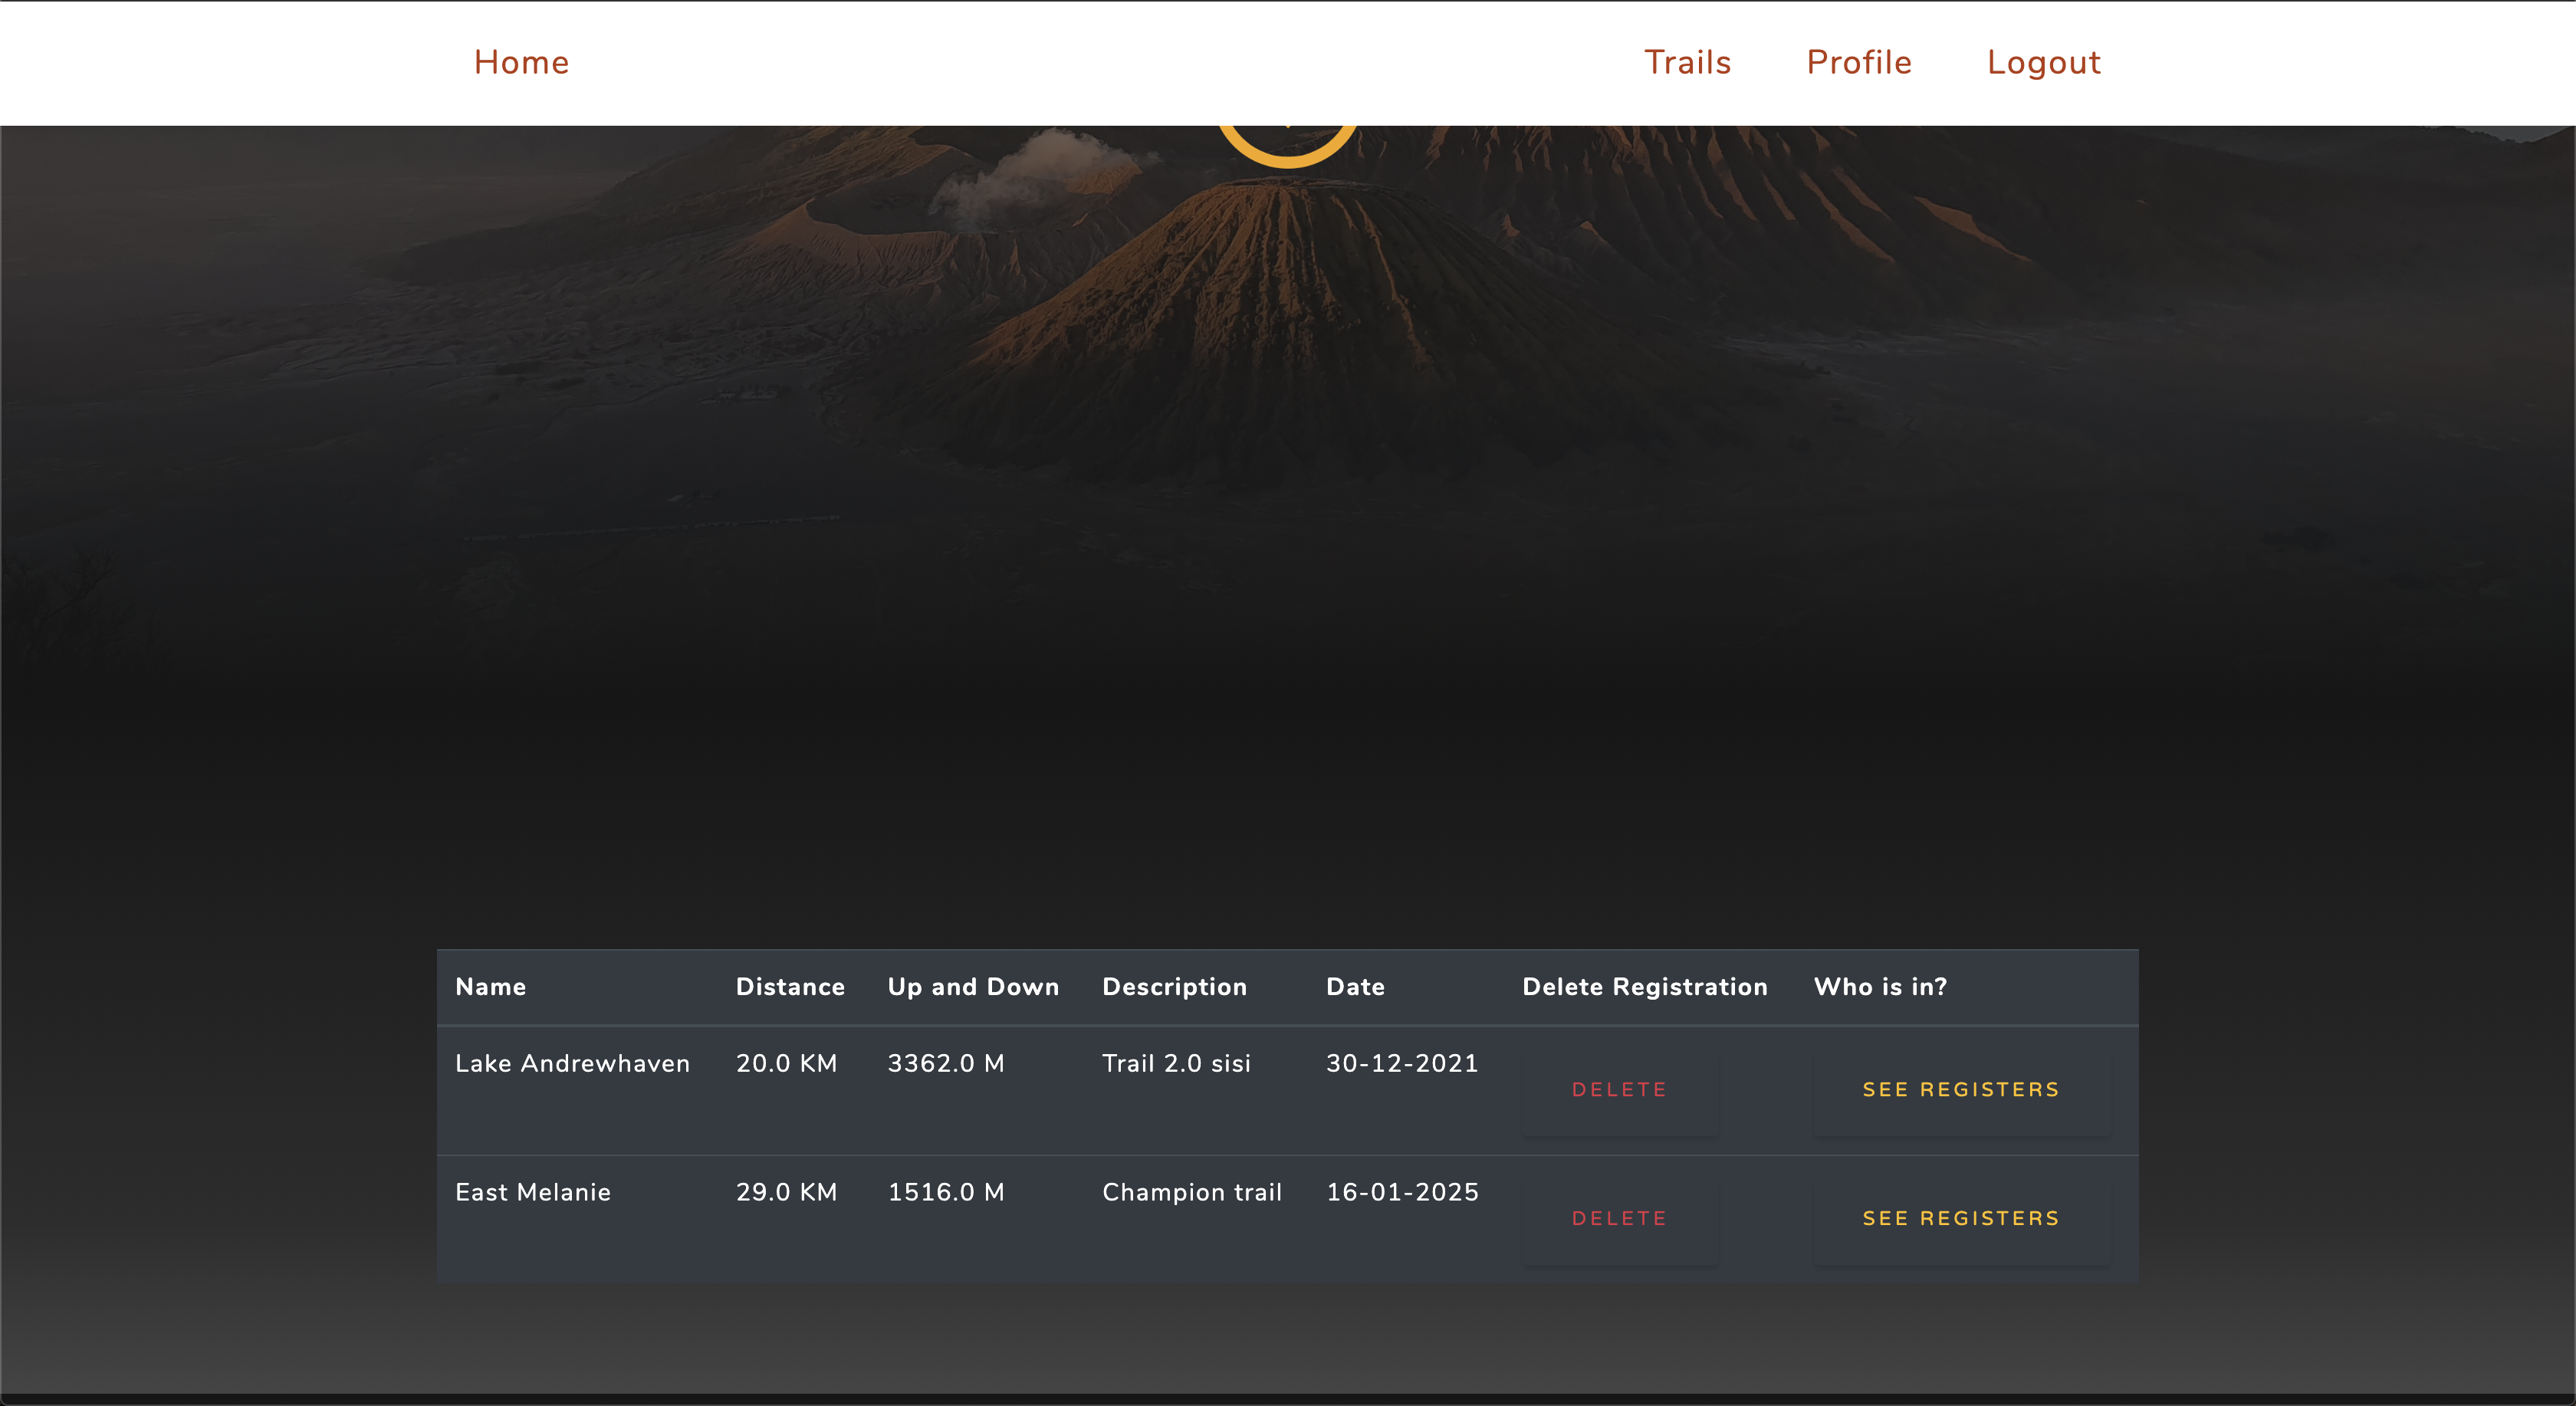 Home Trails Profile Logout
Name Distance Up and Down Description Date Delete Registration Who is in?
Lake Andrewhaven 20.0 KM 3362.0 M Trail 2.0 sisi 30-12-2021 DELETE SEE REGISTERS
East Melanie 29.0 KM 1516.0 M Champion trail 16-01-2025 DELETE SEE REGISTERS